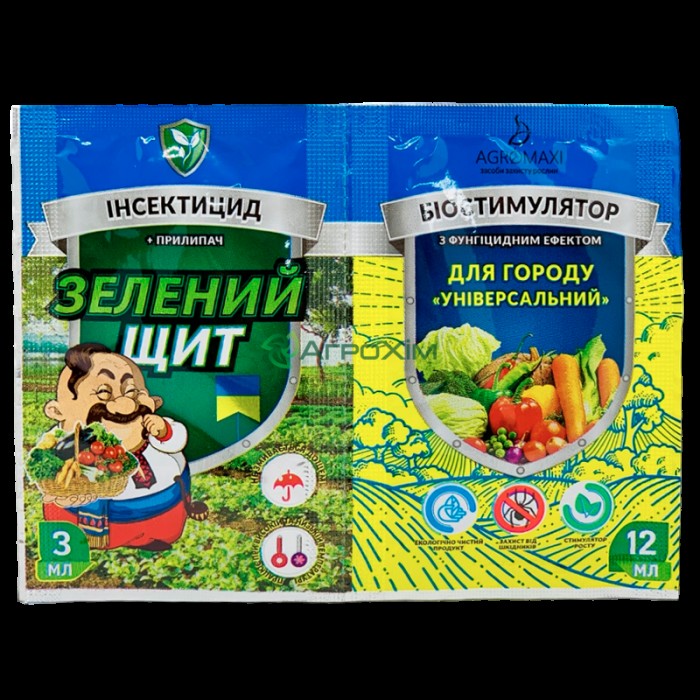 ІНСЕКТИЦИД
+ ПРИЛИПАЧ
ЗЕЛЕНИЙ
ЩИТ
3
МЛ
AGROMAXI
засоби захисту рослин
БІОСТИМУЛЯТОР
З ФУНГІЦИДНИМ ЕФЕКТОМ
ДЛЯ ГОРОДУ
«УНІВЕРСАЛЬНИЙ»
АГРОХІМ
ЕКОЛОГІЧНО ЧИСТИЙ
ПРОДУКТ
ЗАХИСТ ВІД
ШКІДНИКІВ
СТИМУЛЯТОР
РОСТУ
12
МЛ